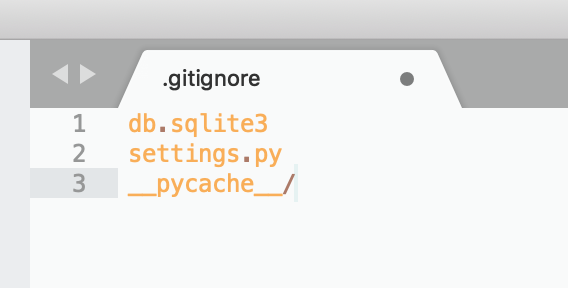 .gitignore
1 db.sqlite3
2 settings.py
3 __pycache__/